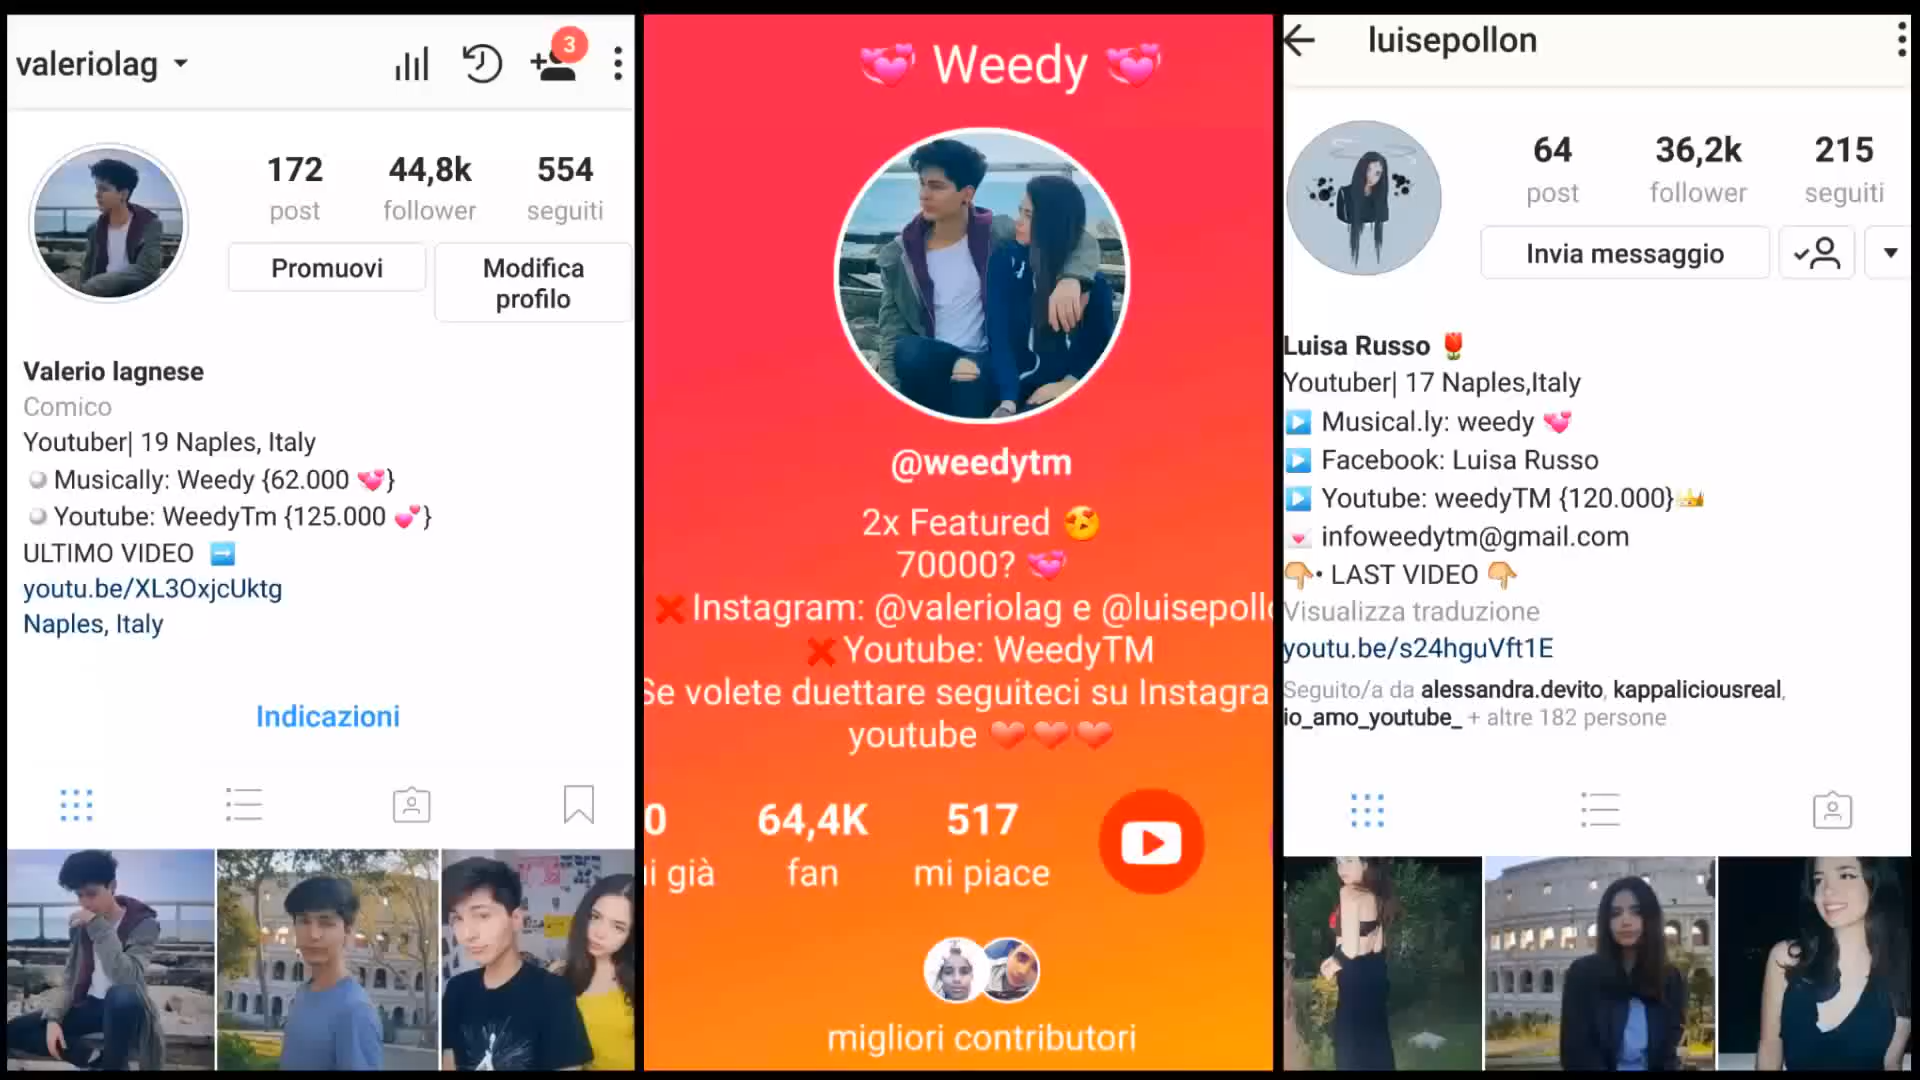 valeriolag
3
172
44,8k
554
post
follower
seguiti
Promuovi
Modifica
profilo
Valerio Iagnese
Comico
Youtuber| 19 Naples, Italy
Musically: Weedy {62.000 💞}
Youtube: WeedyTm {125.000 💕}
ULTIMO VIDEO ➡
youtu.be/XL3OxjcUktg
Naples, Italy
Indicazioni
💞 Weedy 💞
@weedytm
2x Featured 😍
70000? 💞
❌ Instagram: @valeriolag e @luisepollo
❌ Youtube: WeedyTM
Se volete duettare seguiteci su Instagra
youtube ❤❤❤
0
64,4K
517
i già
fan
mi piace
migliori contributori
luisepollon
64
36,2k
215
post
follower
seguiti
Invia messaggio
Luisa Russo 🌷
Youtuber| 17 Naples,Italy
▶ Musical.ly: weedy 💞
▶ Facebook: Luisa Russo
▶ Youtube: weedyTM {120.000}👑
💌 infoweedytm@gmail.com
👇• LAST VIDEO 👇
Visualizza traduzione
youtu.be/s24hguVft1E
Seguito/a da alessandra.devito, kappaliciousreal,
io_amo_youtube_ + altre 182 persone